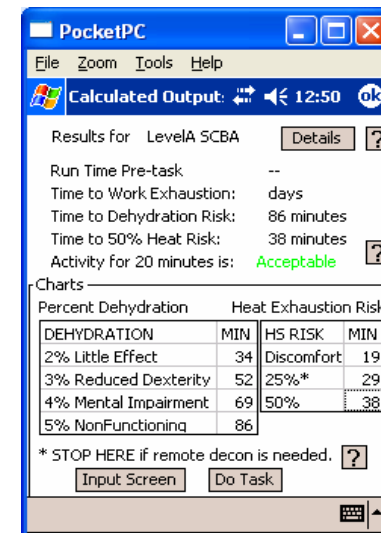 PocketPC
File Zoom Tools Help
Calculated Output: 12:50 ok
Results for LevelA SCBA Details ?
Run Time Pre-task --
Time to Work Exhaustion: days
Time to Dehydration Risk: 86 minutes
Time to 50% Heat Risk: 38 minutes
Activity for 20 minutes is: Acceptable ?
Charts
Percent Dehydration Heat Exhaustion Risk
DEHYDRATION MIN HS RISK MIN
2% Little Effect 34 Discomfort 19
3% Reduced Dexterity 52 25%* 29
4% Mental Impairment 69 50% 38
5% NonFunctioning 86
* STOP HERE if remote decon is needed. ?
Input Screen Do Task